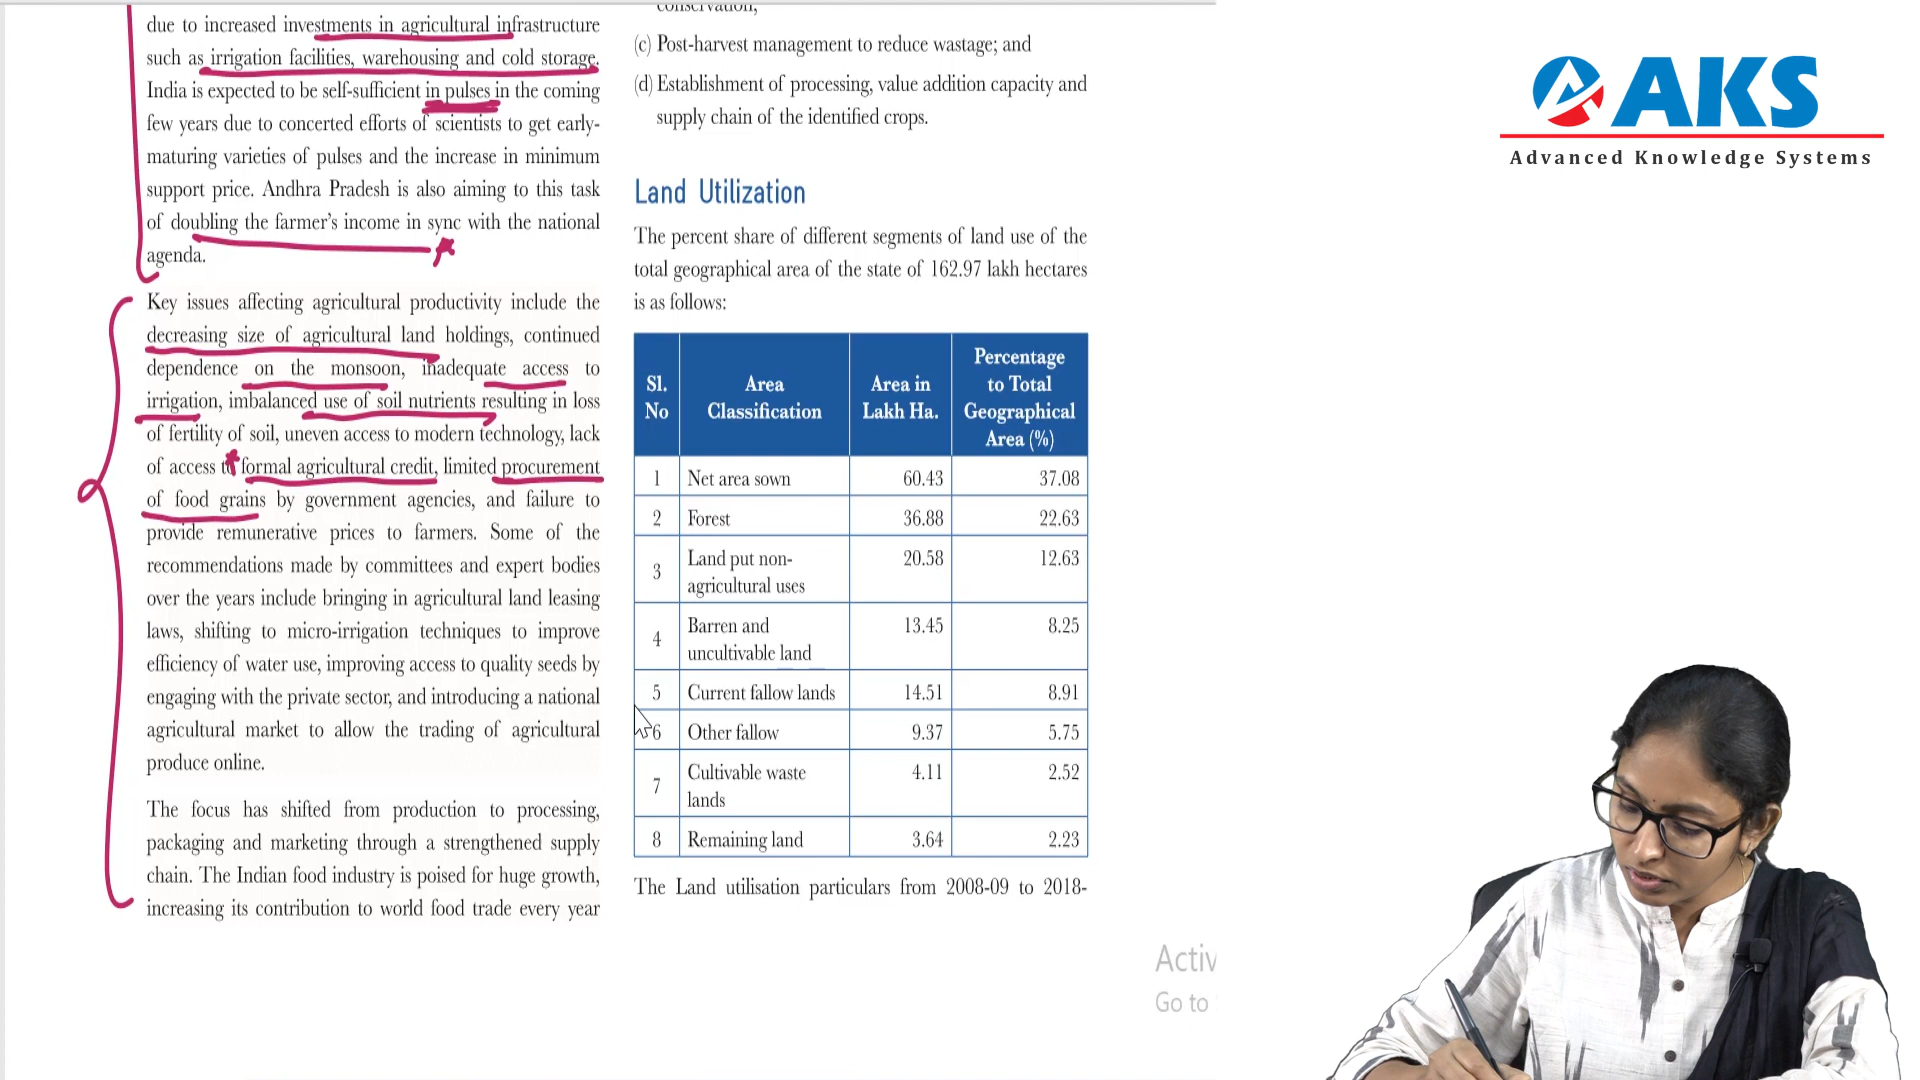 due to increased investments in agricultural infrastructure
such as irrigation facilities, warehousing and cold storage.
India is expected to be self-sufficient in pulses in the coming
few years due to concerted efforts of scientists to get early-
maturing varieties of pulses and the increase in minimum
support price. Andhra Pradesh is also aiming to this task
of doubling the farmer's income in sync with the national
agenda.
Key issues affecting agricultural productivity include the
decreasing size of agricultural land holdings, continued
dependence on the monsoon, inadequate access to
irrigation, imbalanced use of soil nutrients resulting in loss
of fertility of soil, uneven access to modern technology, lack
of access to formal agricultural credit, limited procurement
of food grains by government agencies, and failure to
provide remunerative prices to farmers. Some of the
recommendations made by committees and expert bodies
over the years include bringing in agricultural land leasing
laws, shifting to micro-irrigation techniques to improve
efficiency of water use, improving access to quality seeds by
engaging with the private sector, and introducing a national
agricultural market to allow the trading of agricultural
produce online.
The focus has shifted from production to processing,
packaging and marketing through a strengthened supply
chain. The Indian food industry is poised for huge growth,
increasing its contribution to world food trade every year
conservation;
(c) Post-harvest management to reduce wastage; and
(d) Establishment of processing, value addition capacity and
supply chain of the identified crops.
Land Utilization
The percent share of different segments of land use of the
total geographical area of the state of 162.97 lakh hectares
is as follows:
Sl. No Area Classification Area in Lakh Ha. Percentage to Total Geographical Area (%)
1 Net area sown 60.43 37.08
2 Forest 36.88 22.63
3 Land put non-agricultural uses 20.58 12.63
4 Barren and uncultivable land 13.45 8.25
5 Current fallow lands 14.51 8.91
6 Other fallow 9.37 5.75
7 Cultivable waste lands 4.11 2.52
8 Remaining land 3.64 2.23
The Land utilisation particulars from 2008-09 to 2018-
AKS
Advanced Knowledge Systems
Activ
Go to